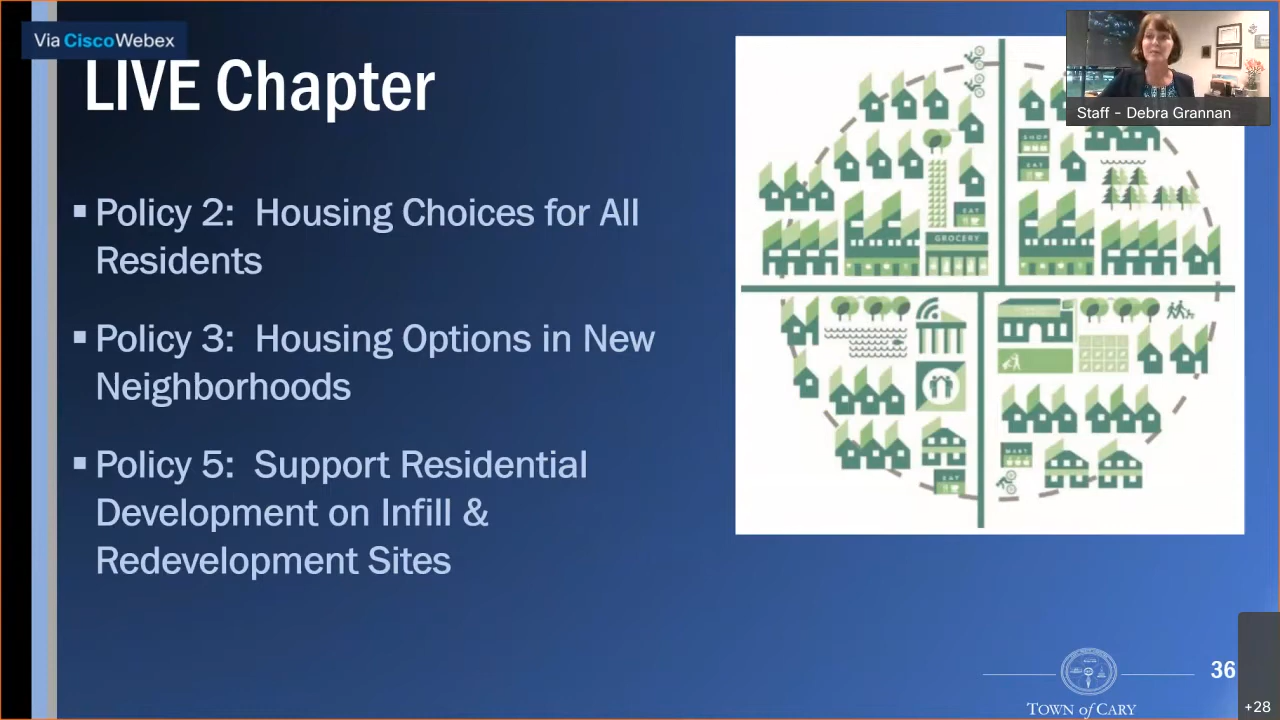 Via CiscoWebex
LIVE Chapter
Staff - Debra Grannan
▪ Policy 2: Housing Choices for All
Residents
▪ Policy 3: Housing Options in New
Neighborhoods
▪ Policy 5: Support Residential
Development on Infill &
Redevelopment Sites
SHOP
EAT
EAT
GROCERY
MART
EAT
36
TOWN of CARY
+28